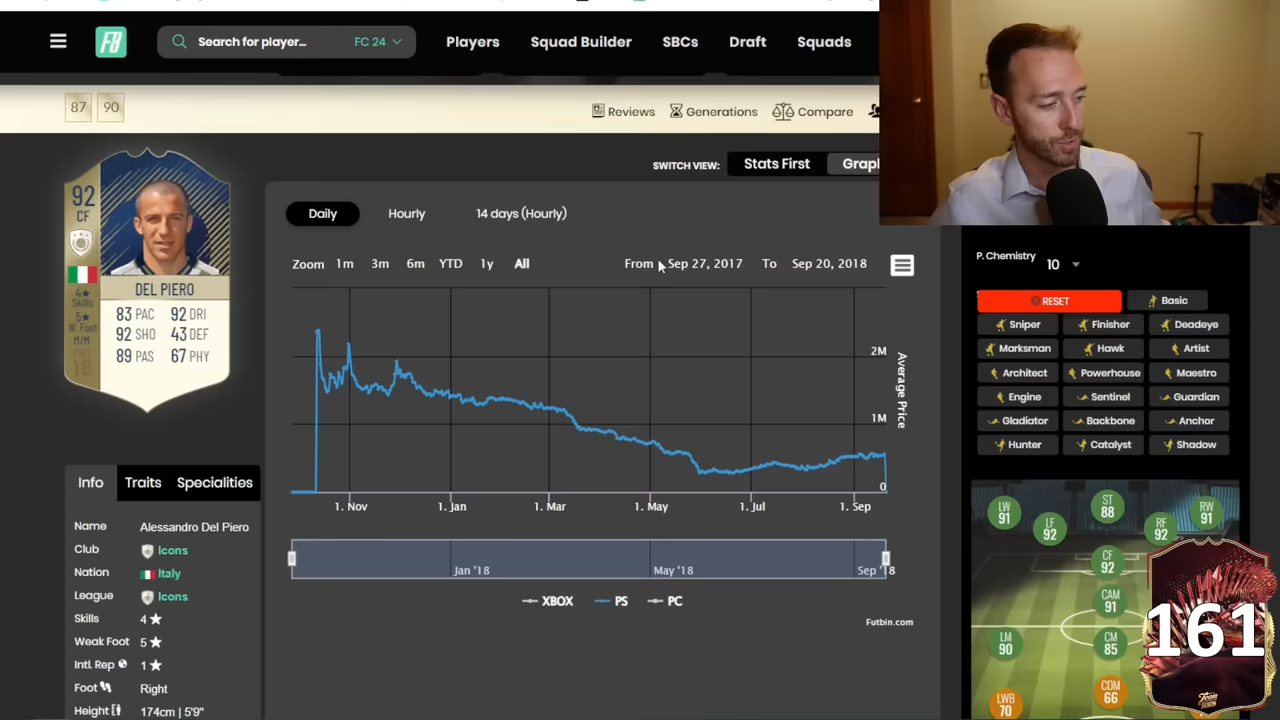 FB
Search for player...
FC 24
Players
Squad Builder
SBCs
Draft
Squads
87
90
Reviews
Generations
Compare
SWITCH VIEW:
Stats First
Graph
92
CF
4★
Skills
5★
W. Foot
M/M
DEL PIERO
83 PAC
92 DRI
92 SHO
43 DEF
89 PAS
67 PHY
Daily
Hourly
14 days (Hourly)
Zoom
1m
3m
6m
YTD
1y
All
From
Sep 27, 2017
To
Sep 20, 2018
2M
1M
0
Average Price
1. Nov
1. Jan
1. Mar
1. May
1. Jul
1. Sep
Jan '18
May '18
Sep '18
XBOX
PS
PC
Futbin.com
Info
Traits
Specialities
Name
Alessandro Del Piero
Club
Icons
Nation
Italy
League
Icons
Skills
4★
Weak Foot
5★
Intl. Rep
1★
Foot
Right
Height
174cm | 5'9"
P. Chemistry
10
RESET
Basic
Sniper
Finisher
Deadeye
Marksman
Hawk
Artist
Architect
Powerhouse
Maestro
Engine
Sentinel
Guardian
Gladiator
Backbone
Anchor
Hunter
Catalyst
Shadow
LW
91
LF
92
ST
88
RF
92
RW
91
CF
92
CAM
91
LM
90
CM
85
CDM
66
LWB
70
161